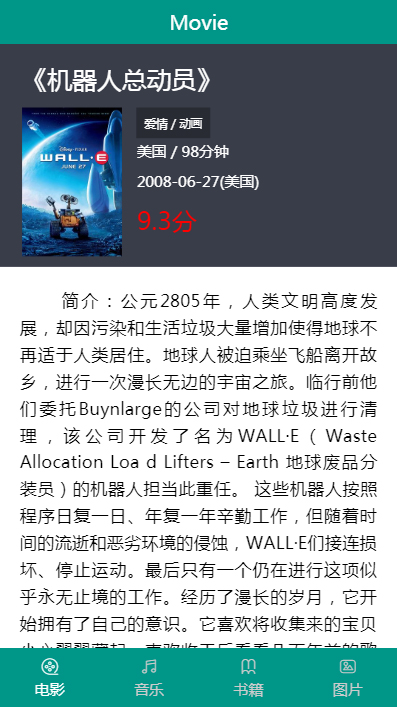 Movie
《机器人总动员》
DISNEY·PIXAR
WALL·E
JUNE 27
爱情 / 动画
美国 / 98分钟
2008-06-27(美国)
9.3分
简介：公元2805年，人类文明高度发
展，却因污染和生活垃圾大量增加使得地球不
再适于人类居住。地球人被迫乘坐飞船离开故
乡，进行一次漫长无边的宇宙之旅。临行前他
们委托Buynlarge的公司对地球垃圾进行清
理，该公司开发了名为WALL·E（ Waste
Allocation Loa d Lifters – Earth 地球废品分
装员）的机器人担当此重任。 这些机器人按照
程序日复一日、年复一年辛勤工作，但随着时
间的流逝和恶劣环境的侵蚀，WALL·E们接连损
坏、停止运动。最后只有一个仍在进行这项似
乎永无止境的工作。经历了漫长的岁月，它开
始拥有了自己的意识。它喜欢将收集来的宝贝
电影
音乐
书籍
图片